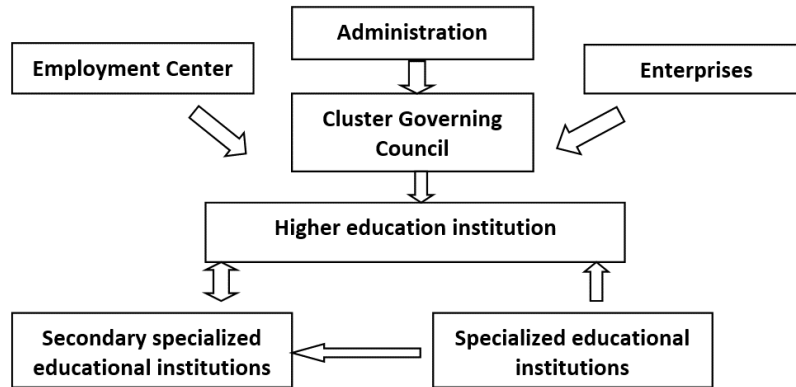 Administration
Employment Center
Enterprises
Cluster Governing
Council
Higher education institution
Secondary specialized
educational institutions
Specialized educational
institutions